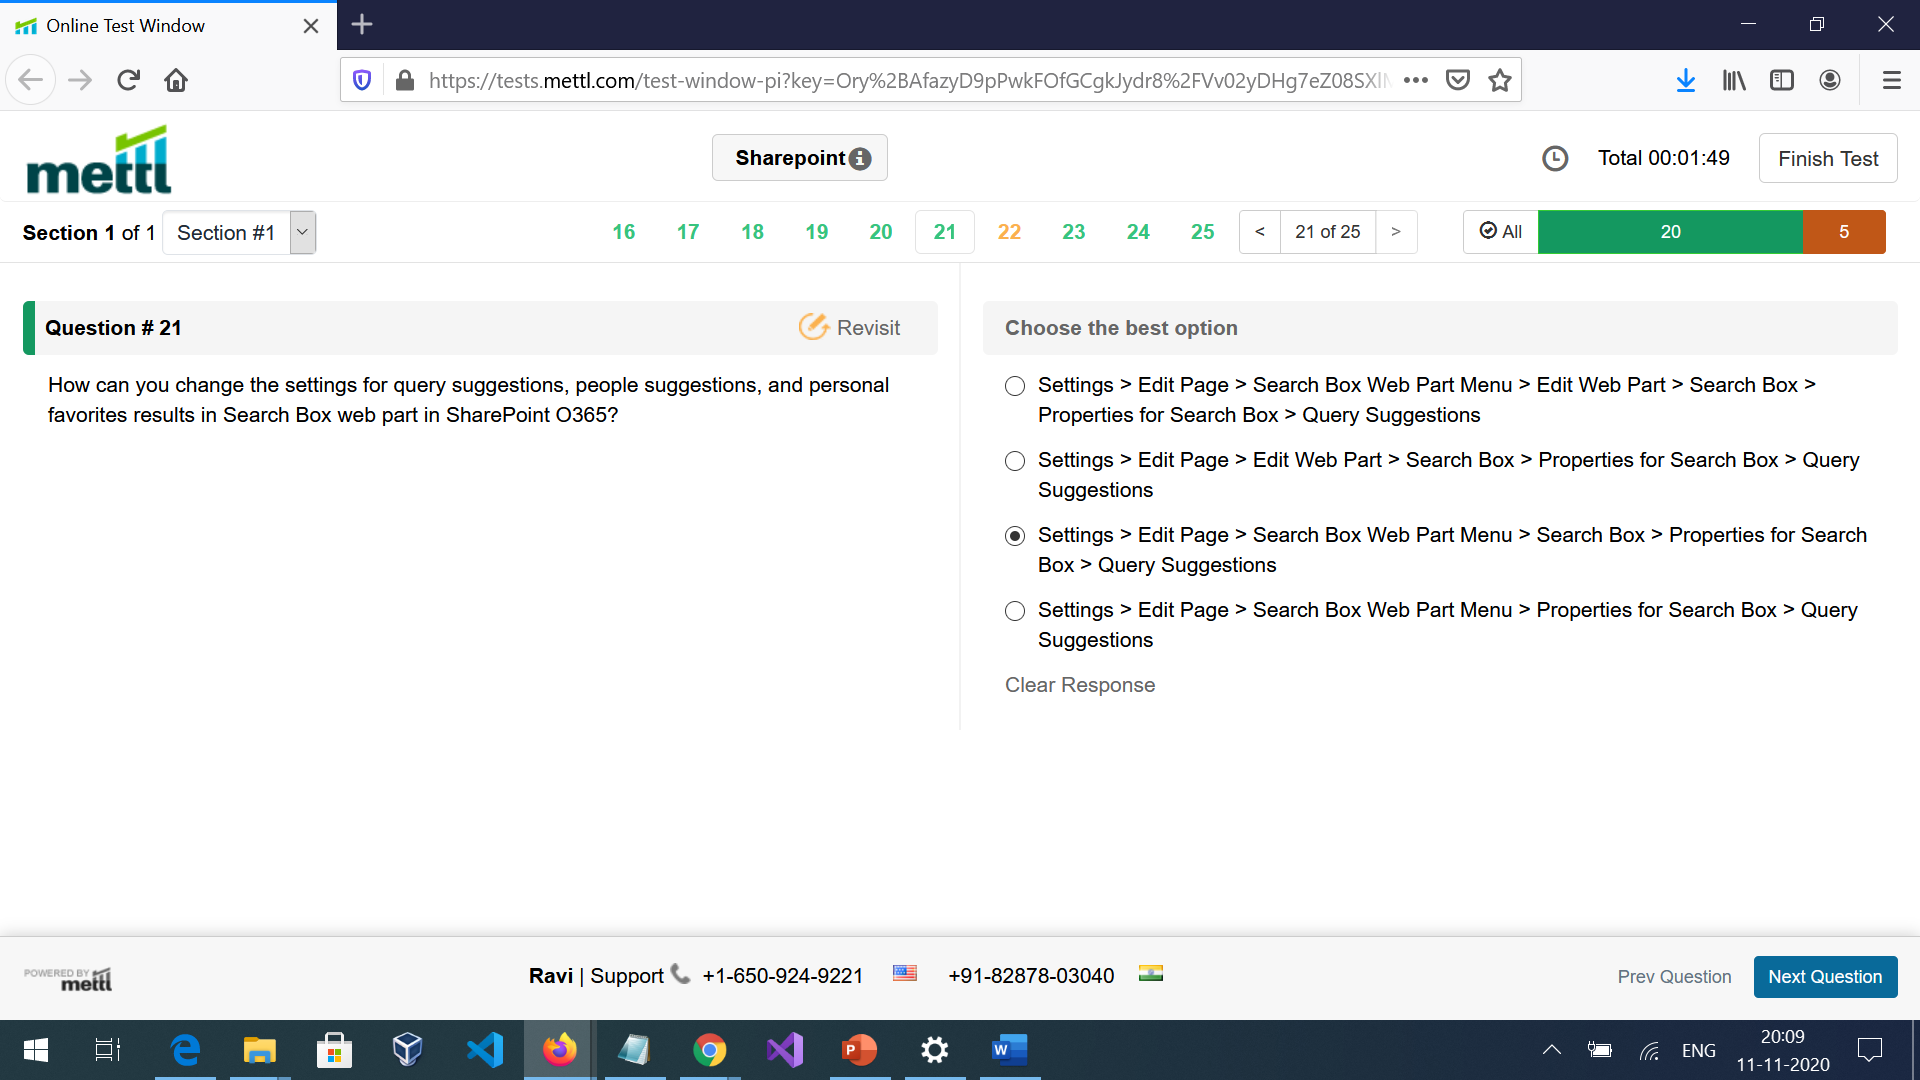 Online Test Window
https://tests.mettl.com/test-window-pi?key=Ory%2BAfazyD9pPwkFOfGCgkJydr8%2FVv02yDHg7eZ08SXlN
mettl
Sharepoint
Total 00:01:49
Finish Test
Section 1 of 1
Section #1
16 17 18 19 20 21 22 23 24 25
< 21 of 25 >
All 20 5
Question # 21
Revisit
How can you change the settings for query suggestions, people suggestions, and personal
favorites results in Search Box web part in SharePoint O365?
Choose the best option
Settings > Edit Page > Search Box Web Part Menu > Edit Web Part > Search Box >
Properties for Search Box > Query Suggestions
Settings > Edit Page > Edit Web Part > Search Box > Properties for Search Box > Query
Suggestions
Settings > Edit Page > Search Box Web Part Menu > Search Box > Properties for Search
Box > Query Suggestions
Settings > Edit Page > Search Box Web Part Menu > Properties for Search Box > Query
Suggestions
Clear Response
POWERED BY mettl
Ravi | Support +1-650-924-9221 +91-82878-03040
Prev Question
Next Question
ENG
20:09
11-11-2020